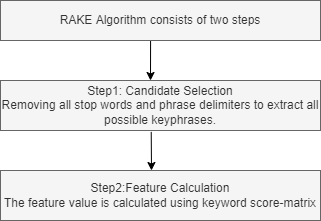 RAKE Algorithm consists of two steps
Step1: Candidate Selection
Removing all stop words and phrase delimiters to extract all
possible keyphrases.
Step2:Feature Calculation
The feature value is calculated using keyword score-matrix